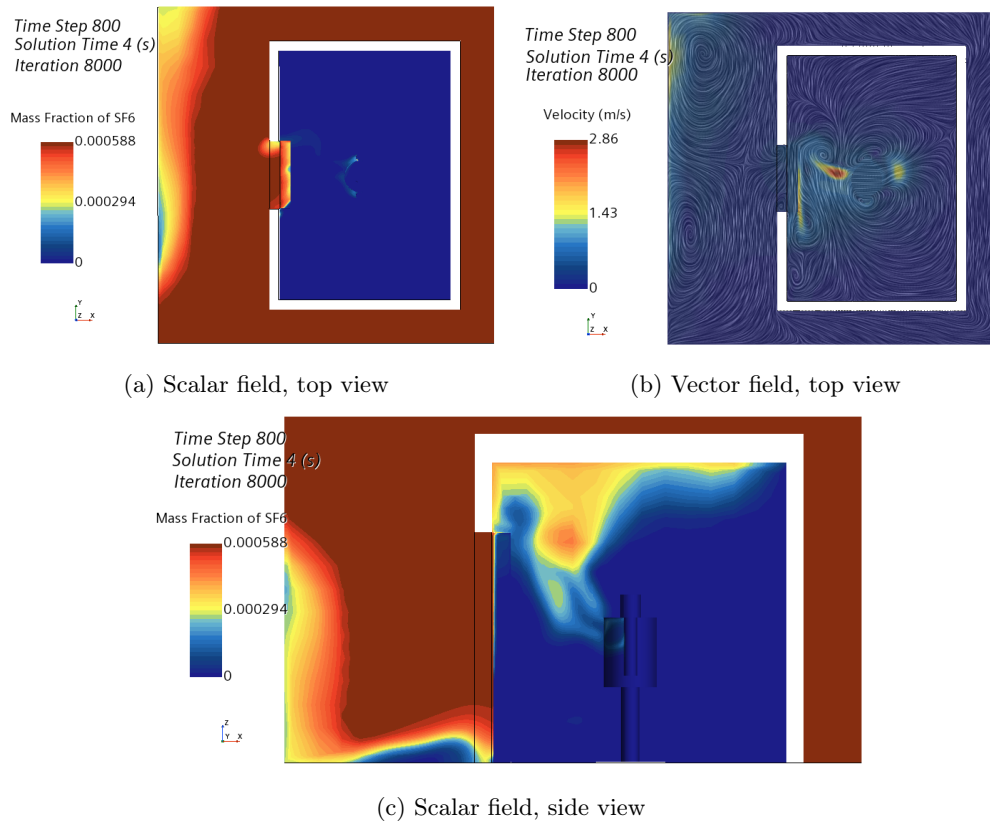 Time Step 800
Solution Time 4 (s)
Iteration 8000
Mass Fraction of SF6
0.000588
0.000294
0
Y
Z X
(a) Scalar field, top view
Time Step 800
Solution Time 4 (s)
Iteration 8000
Velocity (m/s)
2.86
1.43
0
Y
Z X
(b) Vector field, top view
Time Step 800
Solution Time 4 (s)
Iteration 8000
Mass Fraction of SF6
0.000588
0.000294
0
Z
Y X
(c) Scalar field, side view